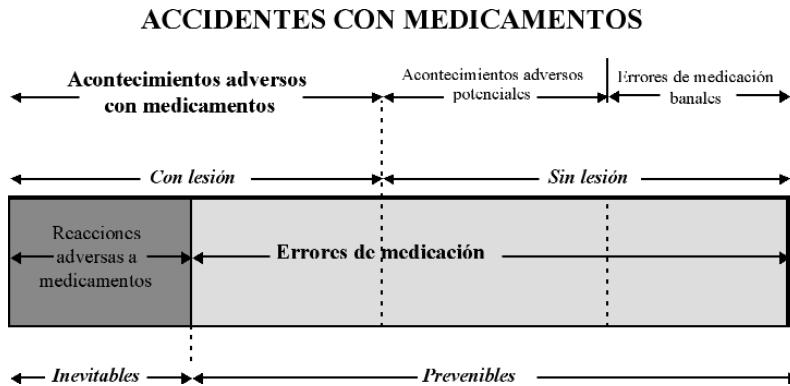 ACCIDENTES CON MEDICAMENTOS
Acontecimientos adversos
con medicamentos
Acontecimientos adversos
potenciales
Errores de medicación
banales
Con lesión
Sin lesión
Reacciones
adversas a
medicamentos
Errores de medicación
Inevitables
Prevenibles